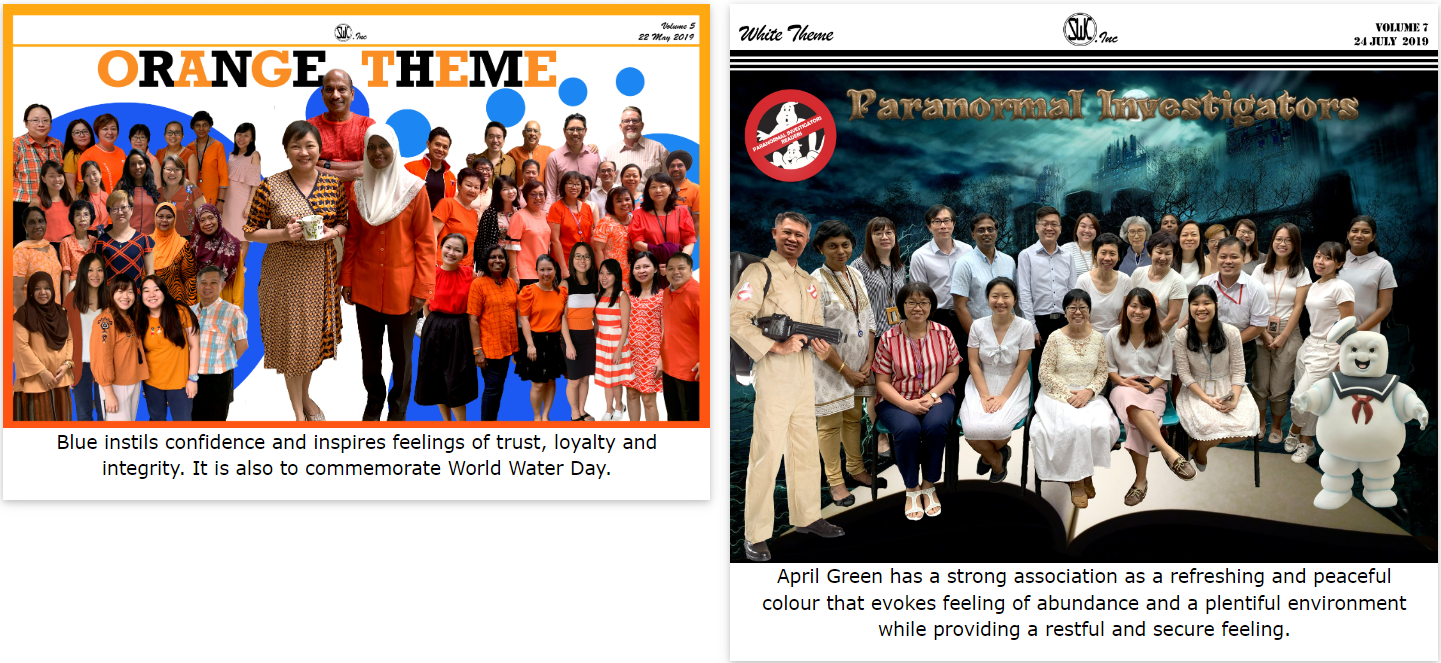 SWC.Inc
Volume 5
22 May 2019
ORANGE THEME
Blue instils confidence and inspires feelings of trust, loyalty and
integrity. It is also to commemorate World Water Day.
White Theme
SWC.Inc
VOLUME 7
24 JULY 2019
Paranormal Investigators
PARANORMAL INVESTIGATORS
READERS
April Green has a strong association as a refreshing and peaceful
colour that evokes feeling of abundance and a plentiful environment
while providing a restful and secure feeling.